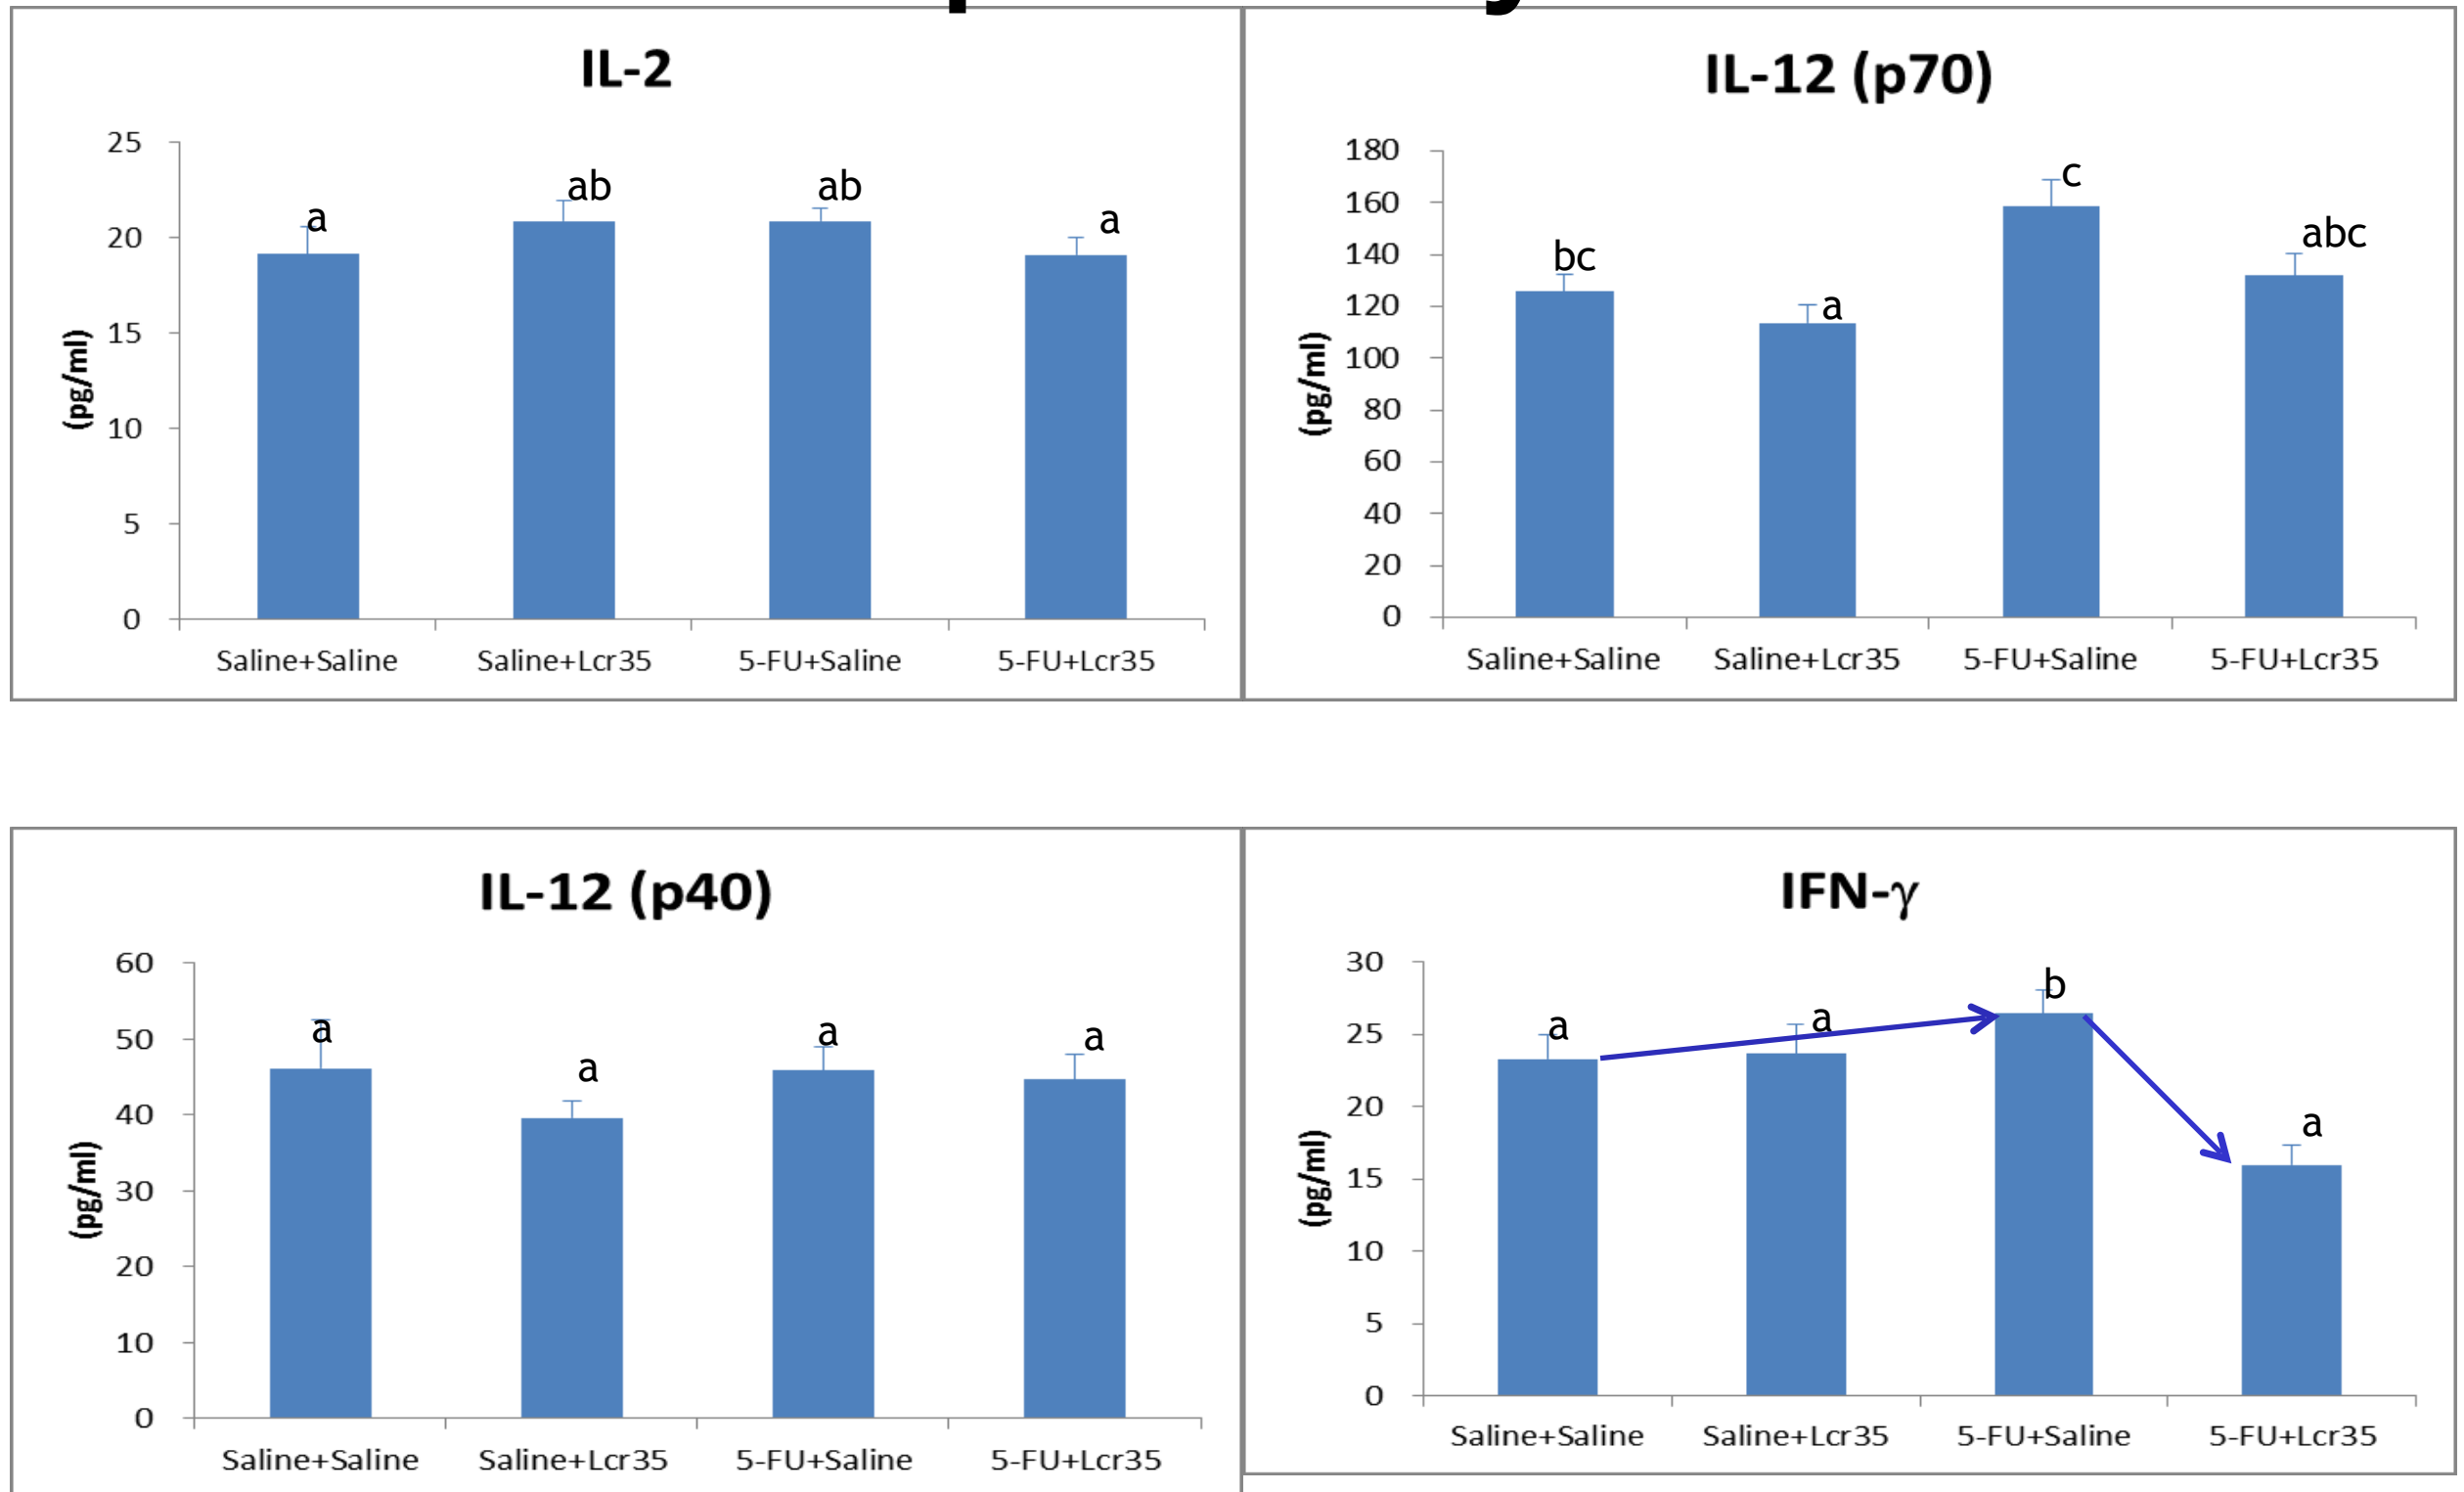 IL-2
25
20
15
10
5
0
(pg/ml)
a
ab
ab
a
Saline+Saline Saline+Lcr35 5-FU+Saline 5-FU+Lcr35
IL-12 (p70)
180
160
140
120
100
80
60
40
20
0
(pg/ml)
bc
a
c
abc
Saline+Saline Saline+Lcr35 5-FU+Saline 5-FU+Lcr35
IL-12 (p40)
60
50
40
30
20
10
0
(pg/ml)
a
a
a
a
Saline+Saline Saline+Lcr35 5-FU+Saline 5-FU+Lcr35
IFN-γ
30
25
20
15
10
5
0
(pg/ml)
a
a
b
a
Saline+Saline Saline+Lcr35 5-FU+Saline 5-FU+Lcr35